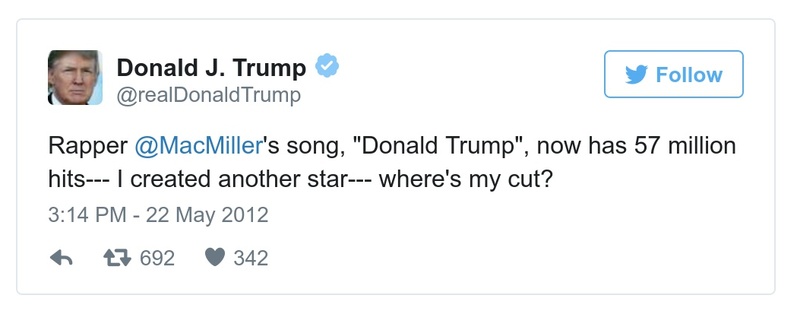 Donald J. Trump
Follow
@realDonaldTrump
Rapper @MacMiller's song, "Donald Trump", now has 57 million
hits--- I created another star--- where's my cut?
3:14 PM - 22 May 2012
692 342